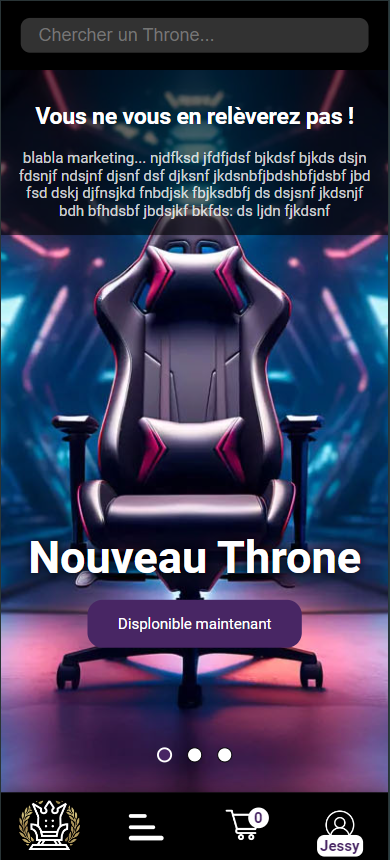 Chercher un Throne...
Vous ne vous en relèverez pas !
blabla marketing... njdfksd jfdfjdsf bjkdsf bjkds dsjn
fdsnjf ndsjnf djsnf dsf djksnf jkdsnbfjbdshbfjdsbf jbd
fsd dskj djfnsjkd fnbdjsk fbjksdbfj ds dsjsnf jkdsnjf
bdh bfhdsbf jbdsjkf bkfds: ds ljdn fjkdsnf
Nouveau Throne
Displonible maintenant
0
Jessy